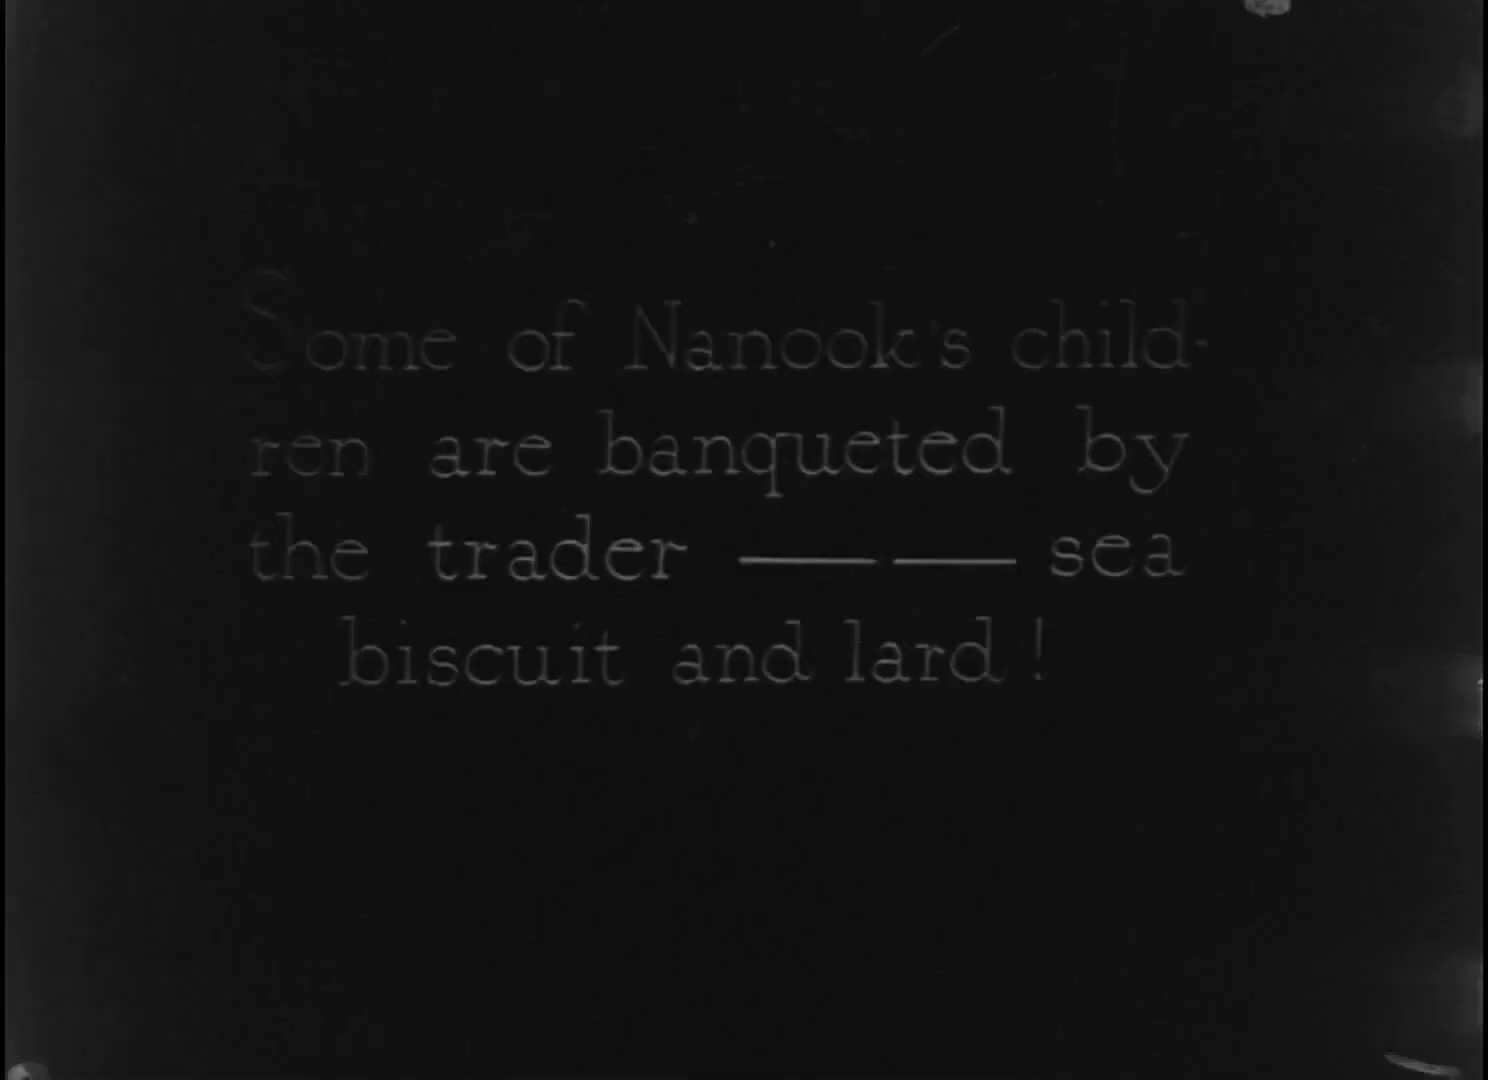 Some of Nanook's child-
ren are banqueted by
the trader — — sea
biscuit and lard!